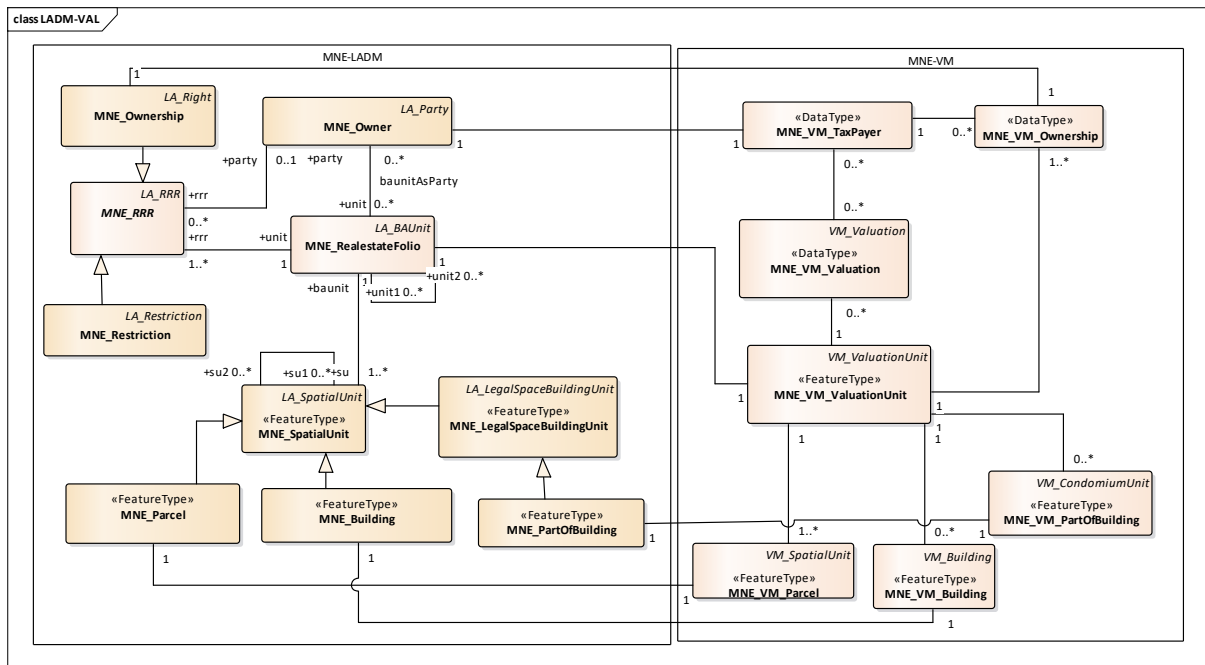 class LADM-VAL
MNE-LADM
MNE-VM
1
1
LA_Right
MNE_Ownership
LA_Party
MNE_Owner
1
1
«DataType»
MNE_VM_TaxPayer
1
0..*
«DataType»
MNE_VM_Ownership
+party
0..1
+party
0..*
0..*
1..*
baunitAsParty
LA_RRR
MNE_RRR
+rrr
0..*
+rrr
1..*
+unit
1
+unit
0..*
LA_BAUnit
MNE_RealestateFolio
1
0..*
VM_Valuation
«DataType»
MNE_VM_Valuation
1
+baunit
+unit1 0..*
+unit2 0..*
0..*
1
LA_Restriction
MNE_Restriction
VM_ValuationUnit
«FeatureType»
MNE_VM_ValuationUnit
1
+su2 0..*
+su1 0..*
+su
1..*
LA_SpatialUnit
«FeatureType»
MNE_SpatialUnit
LA_LegalSpaceBuildingUnit
«FeatureType»
MNE_LegalSpaceBuildingUnit
1
1
1
1
0..*
«FeatureType»
MNE_Parcel
«FeatureType»
MNE_Building
«FeatureType»
MNE_PartOfBuilding
VM_CondomiumUnit
«FeatureType»
MNE_VM_PartOfBuilding
1
1
1
1
1..*
0..*
VM_SpatialUnit
«FeatureType»
MNE_VM_Parcel
1
VM_Building
«FeatureType»
MNE_VM_Building
1